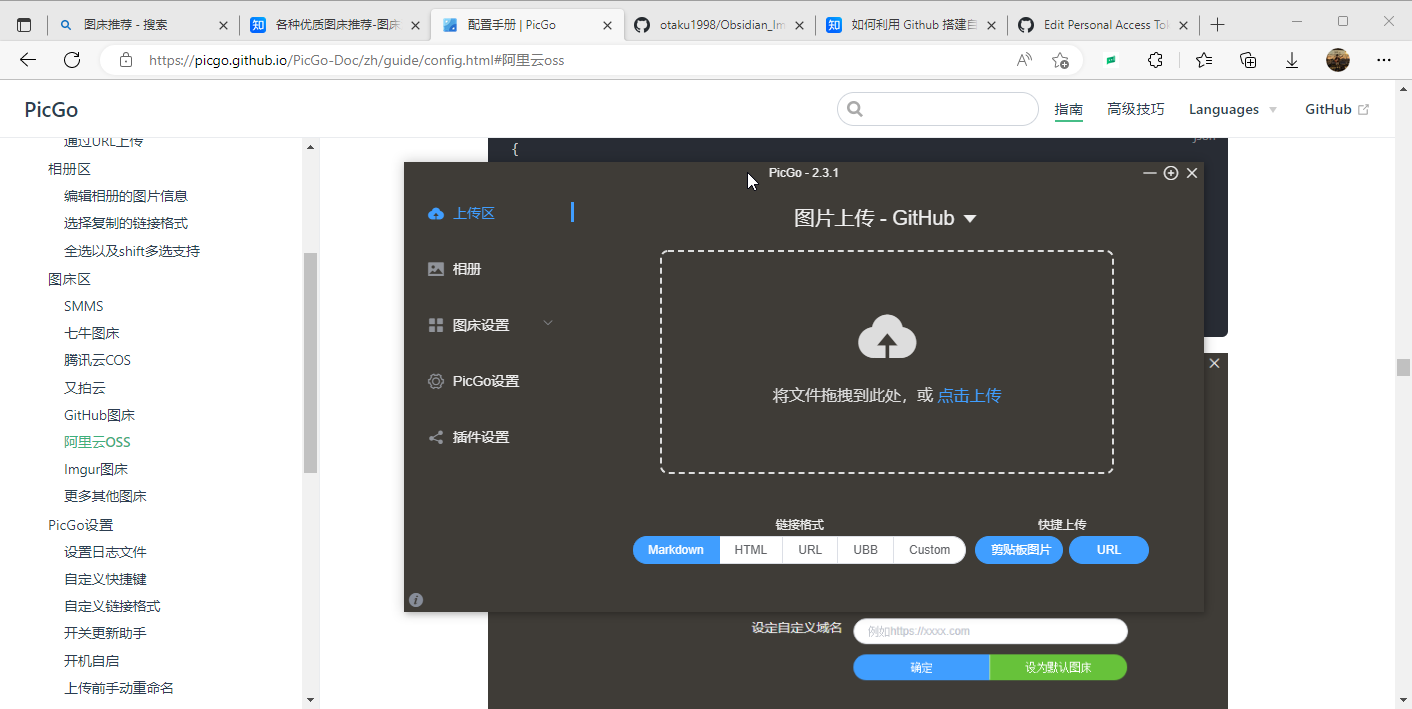 图床推荐 - 搜索
各种优质图床推荐-图床
配置手册 | PicGo
otaku1998/Obsidian_Im
如何利用 Github 搭建自
Edit Personal Access Tok
https://picgo.github.io/PicGo-Doc/zh/guide/config.html#阿里云oss
PicGo
指南
高级技巧
Languages
GitHub
通过URL上传
相册区
编辑相册的图片信息
选择复制的链接格式
全选以及shift多选支持
图床区
SMMS
七牛图床
腾讯云COS
又拍云
GitHub图床
阿里云OSS
Imgur图床
更多其他图床
PicGo设置
设置日志文件
自定义快捷键
自定义链接格式
开关更新助手
开机自启
上传前手动重命名
json
{
PicGo - 2.3.1
上传区
相册
图床设置
PicGo设置
插件设置
图片上传 - GitHub
将文件拖拽到此处，或 点击上传
链接格式
快捷上传
Markdown
HTML
URL
UBB
Custom
剪贴板图片
URL
设定自定义域名
例如https://xxxx.com
确定
设为默认图床